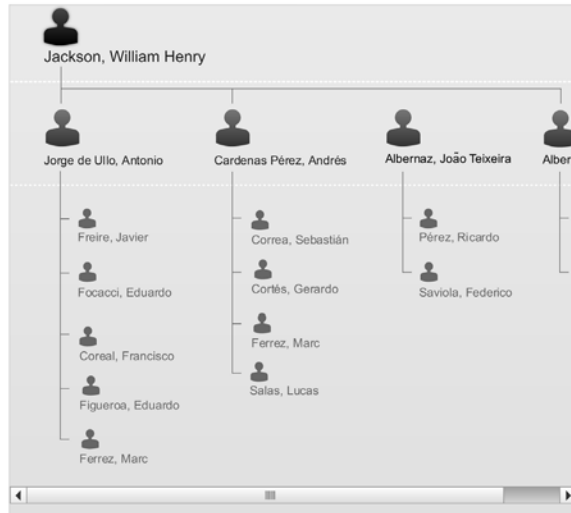 Jackson, William Henry
Jorge de Ullo, Antonio
Cardenas Pérez, Andrés
Albernaz, João Teixeira
Alber
Freire, Javier
Focacci, Eduardo
Coreal, Francisco
Figueroa, Eduardo
Ferrez, Marc
Correa, Sebastián
Cortés, Gerardo
Ferrez, Marc
Salas, Lucas
Pérez, Ricardo
Saviola, Federico